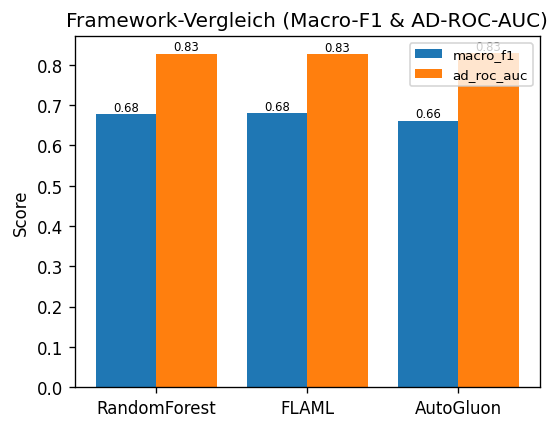 Framework-Vergleich (Macro-F1 & AD-ROC-AUC)
macro_f1
ad_roc_auc
0.83
0.83
0.83
0.68
0.68
0.66
Score
0.8
0.7
0.6
0.5
0.4
0.3
0.2
0.1
0.0
RandomForest
FLAML
AutoGluon